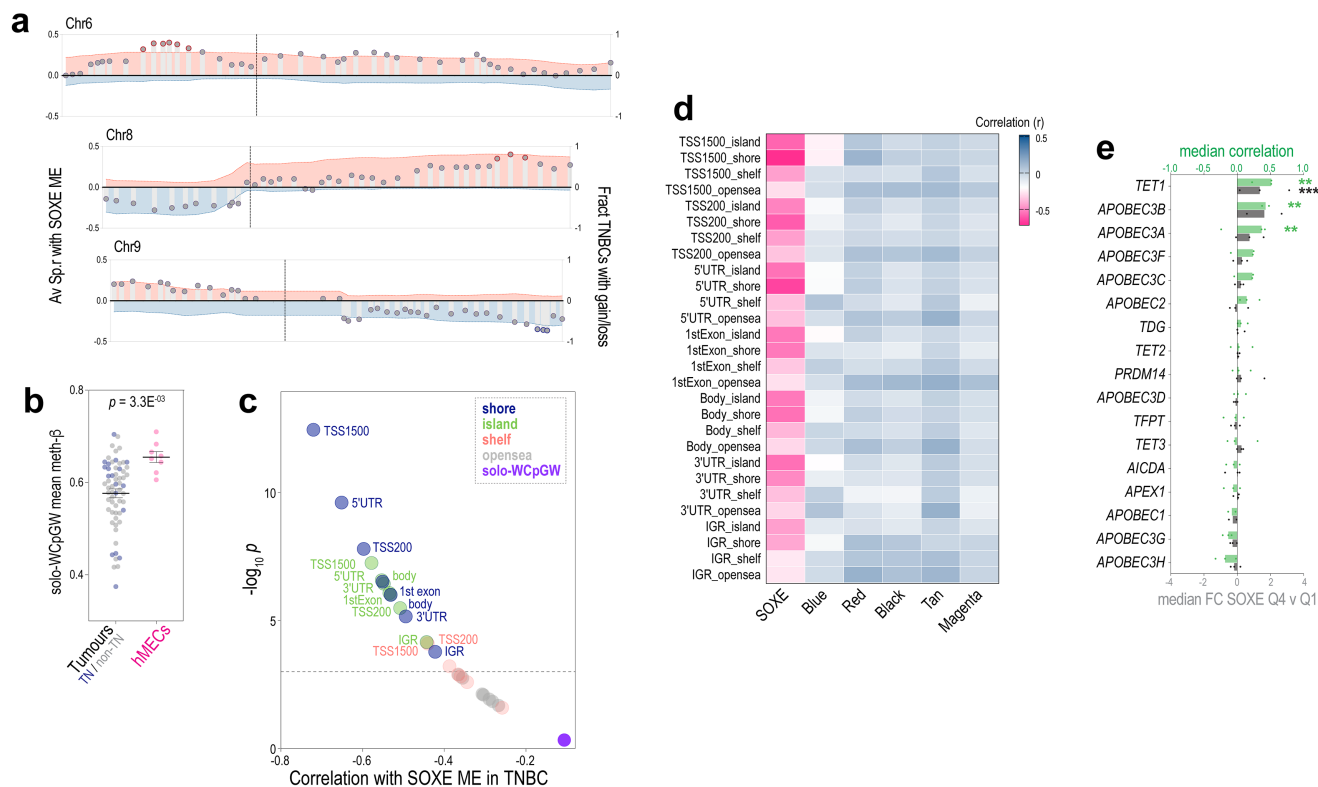 a
Chr6
0.5
0.0
-0.5
1
0
-1
Chr8
0.5
0.0
-0.5
1
0
-1
Chr9
0.5
0.0
-0.5
1
0
-1
Av Sp.r with SOXE ME
Fract TNBCs with gain/loss
b
p = 3.3E-03
0.8
0.6
0.4
solo-WCpGW mean meth-β
Tumours
TN / non-TN
hMECs
c
shore
island
shelf
opensea
solo-WCpGW
TSS1500
5'UTR
TSS200
TSS1500
5'UTR
body
3'UTR
1st exon
1stExon
body
TSS200
3'UTR
IGR
TSS200
TSS1500
IGR
10
5
0
-log10 p
-0.8
-0.6
-0.4
-0.2
Correlation with SOXE ME in TNBC
d
Correlation (r)
0.5
0
-0.5
TSS1500_island
TSS1500_shore
TSS1500_shelf
TSS1500_opensea
TSS200_island
TSS200_shore
TSS200_shelf
TSS200_opensea
5'UTR_island
5'UTR_shore
5'UTR_shelf
5'UTR_opensea
1stExon_island
1stExon_shore
1stExon_shelf
1stExon_opensea
Body_island
Body_shore
Body_shelf
Body_opensea
3'UTR_island
3'UTR_shore
3'UTR_shelf
3'UTR_opensea
IGR_island
IGR_shore
IGR_shelf
IGR_opensea
SOXE
Blue
Red
Black
Tan
Magenta
e
median correlation
-1.0
-0.5
0.0
0.5
1.0
TET1
**
***
APOBEC3B
**
APOBEC3A
**
APOBEC3F
APOBEC3C
APOBEC2
TDG
TET2
PRDM14
APOBEC3D
TFPT
TET3
AICDA
APEX1
APOBEC1
APOBEC3G
APOBEC3H
-4
-2
0
2
4
median FC SOXE Q4 v Q1